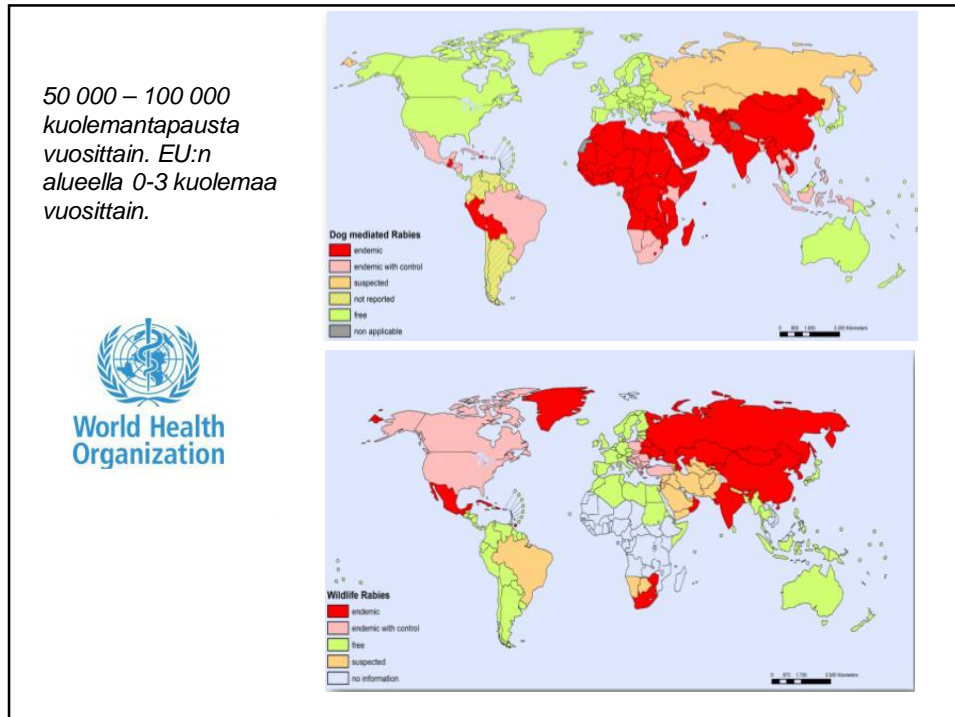 50 000 – 100 000
kuolemantapausta
vuosittain. EU:n
alueella 0-3 kuolemaa
vuosittain.
World Health
Organization
Dog mediated Rabies
endemic
endemic with control
suspected
not reported
free
non applicable
Wildlife Rabies
endemic
endemic with control
free
suspected
no information